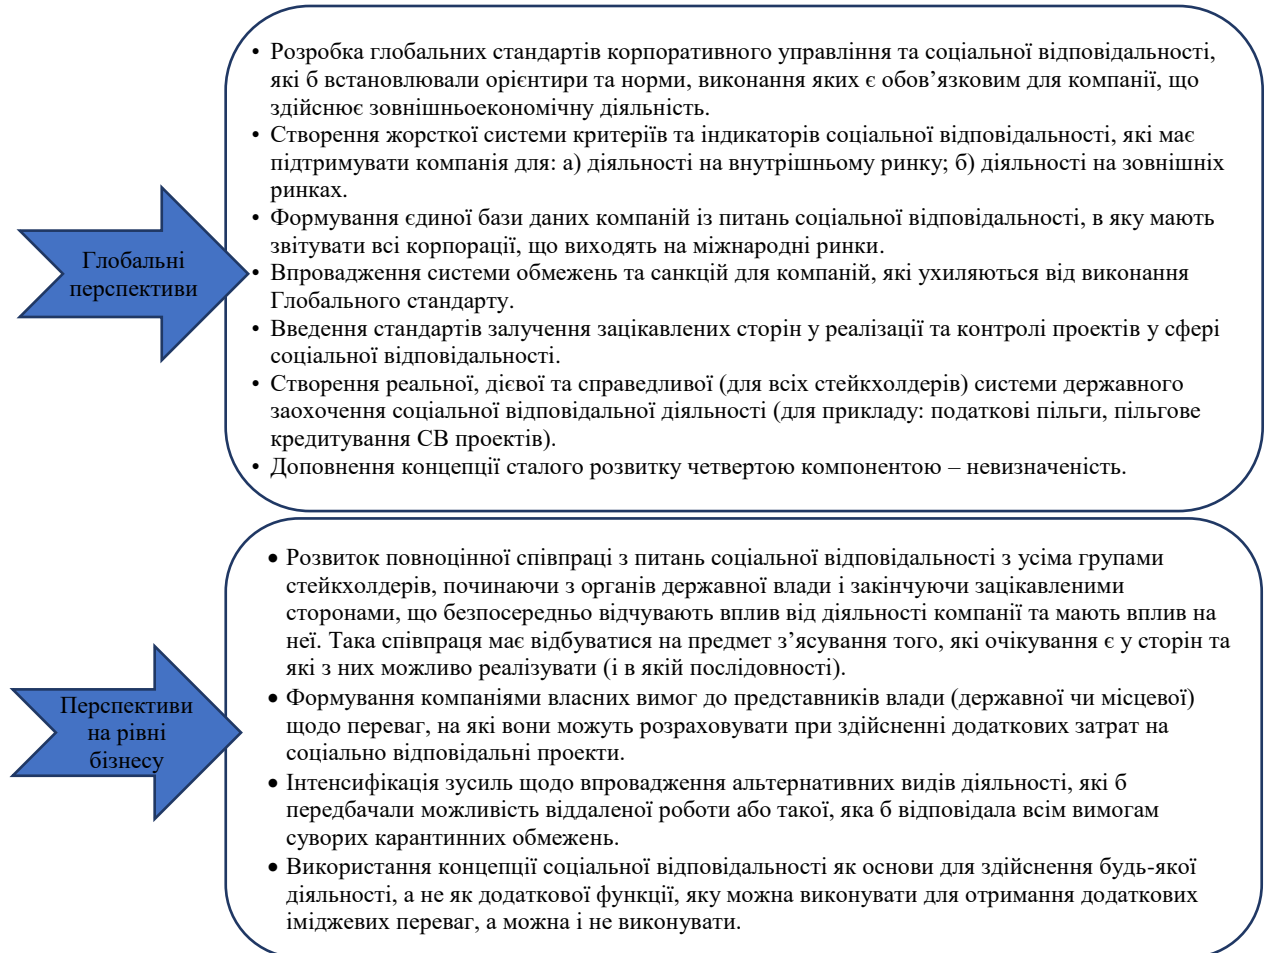 Глобальні
перспективи
• Розробка глобальних стандартів корпоративного управління та соціальної відповідальності,
які б встановлювали орієнтири та норми, виконання яких є обов’язковим для компанії, що
здійснює зовнішньоекономічну діяльність.
• Створення жорсткої системи критеріїв та індикаторів соціальної відповідальності, які має
підтримувати компанія для: а) діяльності на внутрішньому ринку; б) діяльності на зовнішніх
ринках.
• Формування єдиної бази даних компаній із питань соціальної відповідальності, в яку мають
звітувати всі корпорації, що виходять на міжнародні ринки.
• Впровадження системи обмежень та санкцій для компаній, які ухиляються від виконання
Глобального стандарту.
• Введення стандартів залучення зацікавлених сторін у реалізації та контролі проектів у сфері
соціальної відповідальності.
• Створення реальної, дієвої та справедливої (для всіх стейкхолдерів) системи державного
заохочення соціальної відповідальної діяльності (для прикладу: податкові пільги, пільгове
кредитування СВ проектів).
• Доповнення концепції сталого розвитку четвертою компонентою – невизначеність.
Перспективи
на рівні
бізнесу
• Розвиток повноцінної співпраці з питань соціальної відповідальності з усіма групами
стейкхолдерів, починаючи з органів державної влади і закінчуючи зацікавленими
сторонами, що безпосередньо відчувають вплив від діяльності компанії та мають вплив на
неї. Така співпраця має відбуватися на предмет з’ясування того, які очікування є у сторін та
які з них можливо реалізувати (і в якій послідовності).
• Формування компаніями власних вимог до представників влади (державної чи місцевої)
щодо переваг, на які вони можуть розраховувати при здійсненні додаткових затрат на
соціально відповідальні проекти.
• Інтенсифікація зусиль щодо впровадження альтернативних видів діяльності, які б
передбачали можливість віддаленої роботи або такої, яка б відповідала всім вимогам
суворих карантинних обмежень.
• Використання концепції соціальної відповідальності як основи для здійснення будь-якої
діяльності, а не як додаткової функції, яку можна виконувати для отримання додаткових
іміджевих переваг, а можна і не виконувати.